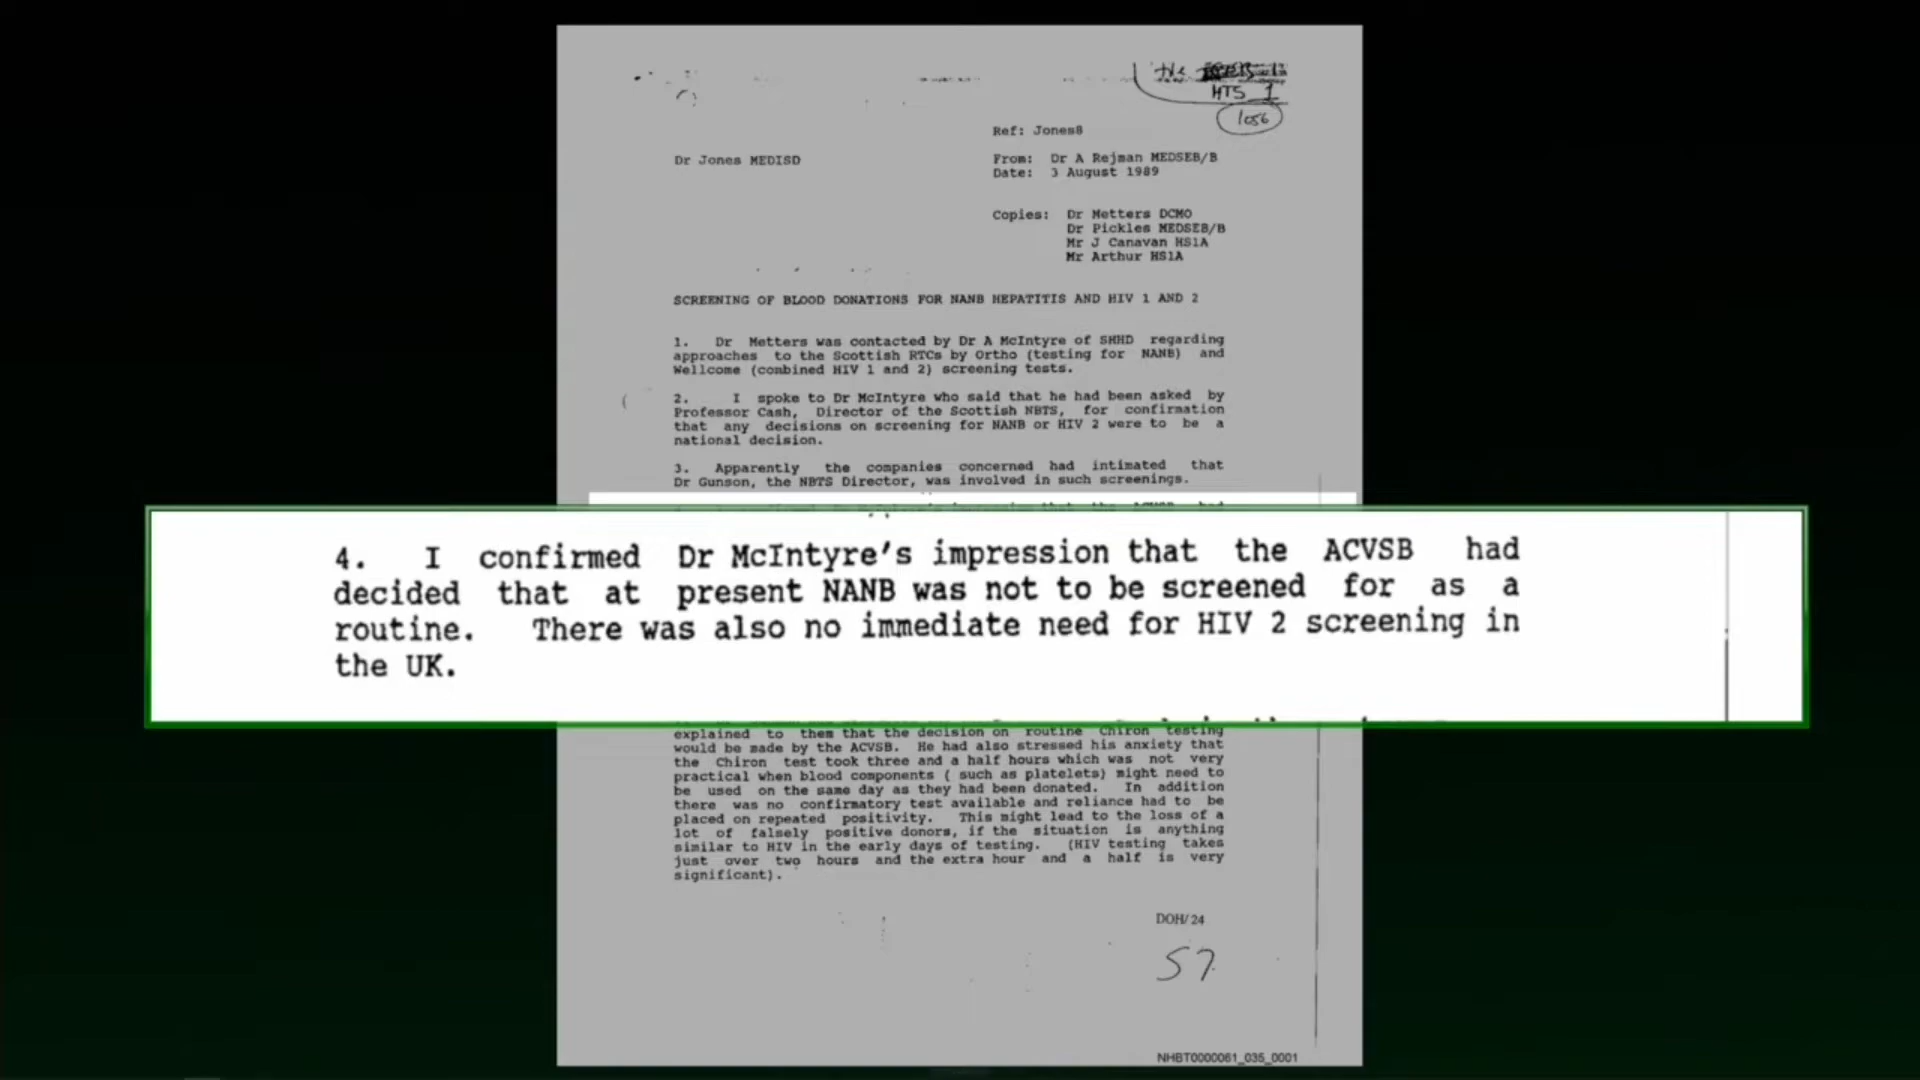 HTS 1
1056
Ref: Jones8
Dr Jones MEDISD
From: Dr A Rejman MEDSEB/B
Date: 3 August 1989
Copies: Dr Metters DCMO
Dr Pickles MEDSEB/B
Mr J Canavan HS1A
Mr Arthur HS1A
SCREENING OF BLOOD DONATIONS FOR NANB HEPATITIS AND HIV 1 AND 2
1. Dr Metters was contacted by Dr A McIntyre of SHHD regarding
approaches to the Scottish RTCs by Ortho (testing for NANB) and
Wellcome (combined HIV 1 and 2) screening tests.
2. I spoke to Dr McIntyre who said that he had been asked by
Professor Cash, Director of the Scottish NBTS, for confirmation
that any decisions on screening for NANB or HIV 2 were to be a
national decision.
3. Apparently the companies concerned had intimated that
Dr Gunson, the NBTS Director, was involved in such screenings.
4. I confirmed Dr McIntyre's impression that the ACVSB had
decided that at present NANB was not to be screened for as a
routine. There was also no immediate need for HIV 2 screening in
the UK.
explained to them that the decision on routine Chiron testing
would be made by the ACVSB. He had also stressed his anxiety that
the Chiron test took three and a half hours which was not very
practical when blood components ( such as platelets) might need to
be used on the same day as they had been donated. In addition
there was no confirmatory test available and reliance had to be
placed on repeated positivity. This might lead to the loss of a
lot of falsely positive donors, if the situation is anything
similar to HIV in the early days of testing. (HIV testing takes
just over two hours and the extra hour and a half is very
significant).
DOH/24
57
NHBT0000061_035_0001